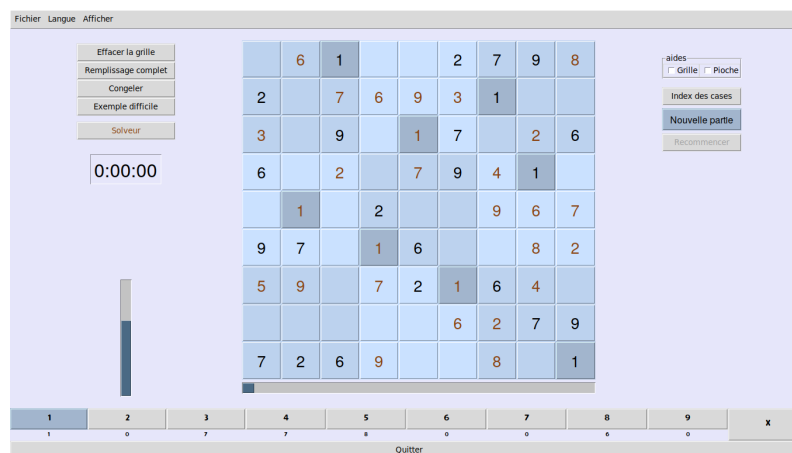 Fichier Langue Afficher
Effacer la grille
Remplissage complet
Congeler
Exemple difficile
Solveur
0:00:00
6 1 2 7 9 8
2 7 6 9 3 1
3 9 1 7 2 6
6 2 7 9 4 1
1 2 9 6 7
9 7 1 6 8 2
5 9 7 2 1 6 4
6 2 7 9
7 2 6 9 8 1
aides
Grille Pioche
Index des cases
Nouvelle partie
Recommencer
1 2 3 4 5 6 7 8 9 x
1 0 7 7 8 0 0 6 0
Quitter